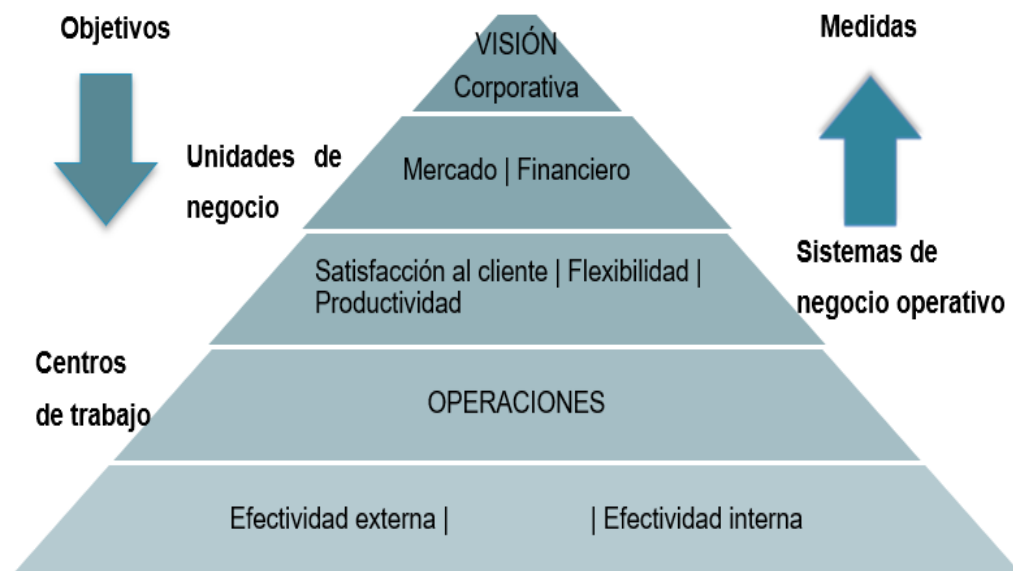 Objetivos
Medidas
VISIÓN
Corporativa
Unidades de
negocio
Mercado | Financiero
Sistemas de
negocio operativo
Satisfacción al cliente | Flexibilidad |
Productividad
Centros
de trabajo
OPERACIONES
Efectividad externa | | Efectividad interna